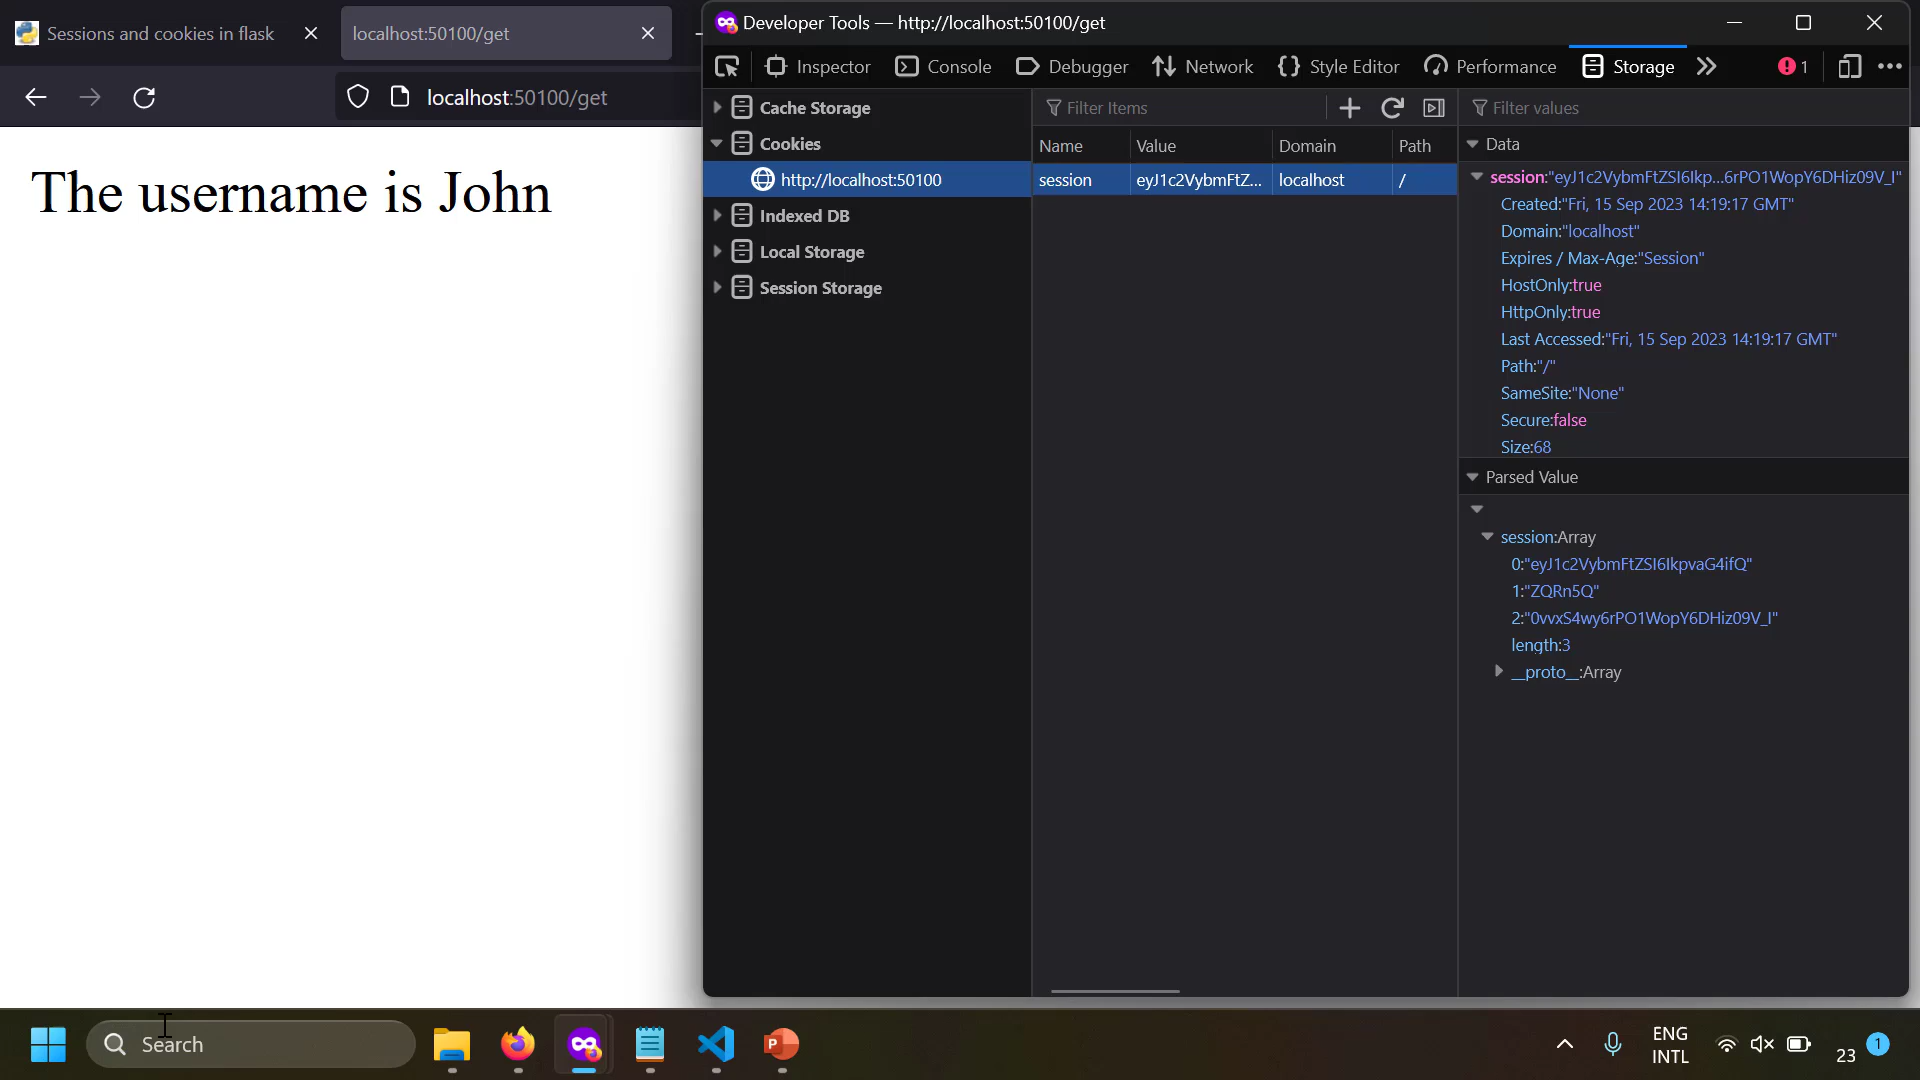 Sessions and cookies in flask
localhost:50100/get
localhost:50100/get
The username is John
Developer Tools — http://localhost:50100/get
Inspector
Console
Debugger
Network
Style Editor
Performance
Storage
1
Cache Storage
Cookies
http://localhost:50100
Indexed DB
Local Storage
Session Storage
Filter Items
Name Value Domain Path
session eyJ1c2VybmFtZ... localhost /
Filter values
Data
session:"eyJ1c2VybmFtZSI6Ikp...6rPO1WopY6DHiz09V_I"
Created:"Fri, 15 Sep 2023 14:19:17 GMT"
Domain:"localhost"
Expires / Max-Age:"Session"
HostOnly:true
HttpOnly:true
Last Accessed:"Fri, 15 Sep 2023 14:19:17 GMT"
Path:"/"
SameSite:"None"
Secure:false
Size:68
Parsed Value
session:Array
0:"eyJ1c2VybmFtZSI6IkpvaG4ifQ"
1:"ZQRn5Q"
2:"0vvxS4wy6rPO1WopY6DHiz09V_I"
length:3
__proto__:Array
Search
P
ENG
INTL
23
1